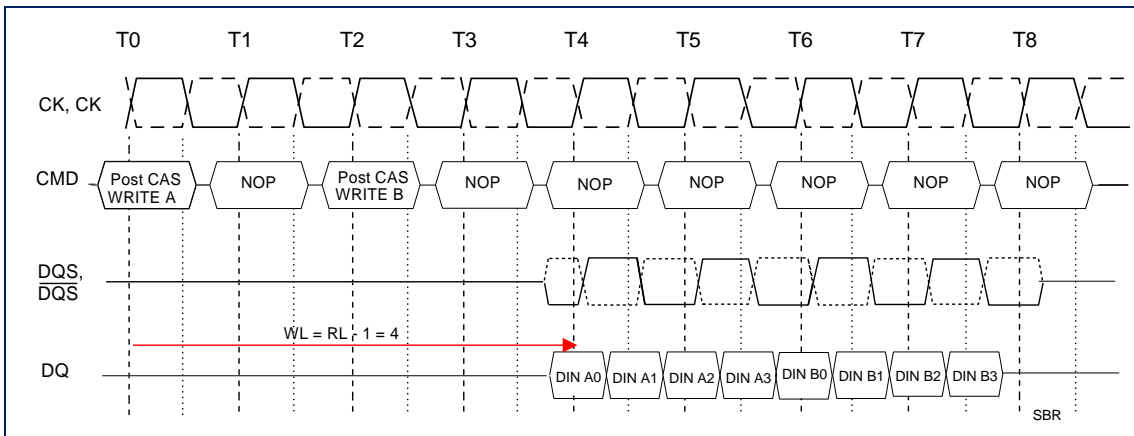 T0 T1 T2 T3 T4 T5 T6 T7 T8
CK, CK
CMD
Post CAS
WRITE A
NOP
Post CAS
WRITE B
NOP
NOP
NOP
NOP
NOP
NOP
DQS,
DQS
WL = RL - 1 = 4
DQ
DIN A0 DIN A1 DIN A2 DIN A3 DIN B0 DIN B1 DIN B2 DIN B3
SBR